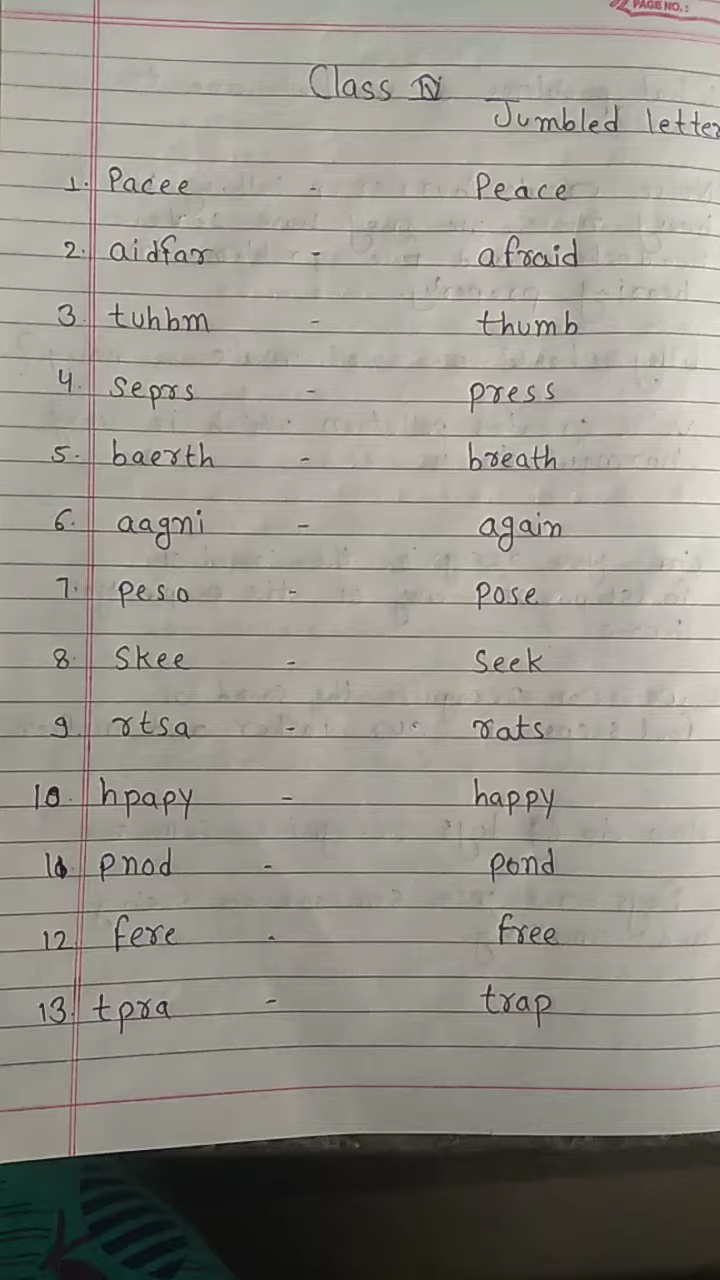 PAGE NO.:
Class IV
Jumbled letter
1. Pacee - Peace
2. aidfar - afraid
3. tuhbm - thumb
4. seprs - press
5. baerth - breath
6. aagni - again
7. peso - pose
8. Skee - Seek
9 rtsa - rats
10. hpapy - happy
11 pnod - pond
12 fere - free
13. tpra - trap